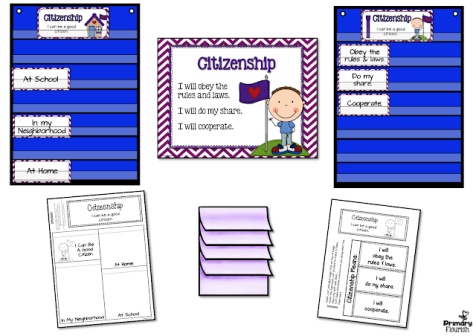 Citizenship
I can be a good
citizen.
At School
In my
Neighborhood
At Home
Citizenship
I will obey the
rules and laws.
I will do my share.
I will cooperate.
Citizenship
I can be a good
citizen.
Obey the
rules & laws.
Do my
share.
Cooperate.
Citizenship
I can be a good
citizen.
I Can Be
A Good
Citizen
At Home
In My Neighborhood
At School
Citizenship
I can be a good
citizen.
Citizenship Means:
I will
obey the
rules & laws.
I will
do my share.
I will
cooperate.
Primary
Flourish